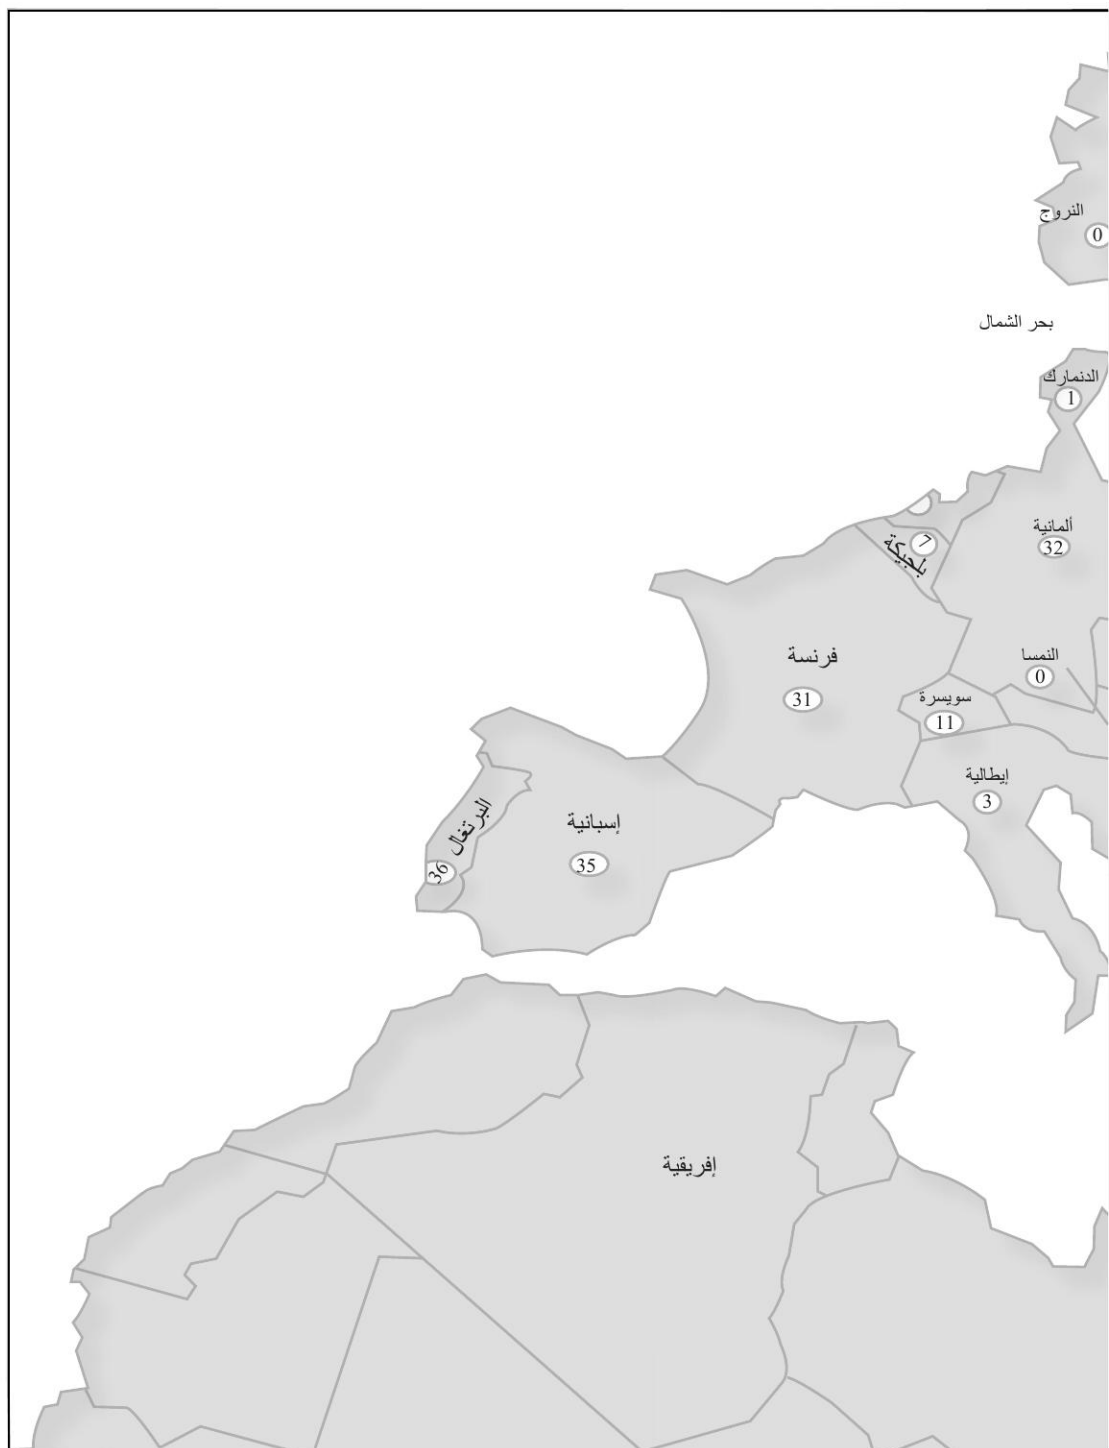 النروج
0
بحر الشمال
الدنمارك
1
ألمانية
32
بلجيكة
7
النمسا
0
فرنسة
31
سويسرة
11
إيطالية
3
البرتغال
36
إسبانية
35
إفريقية